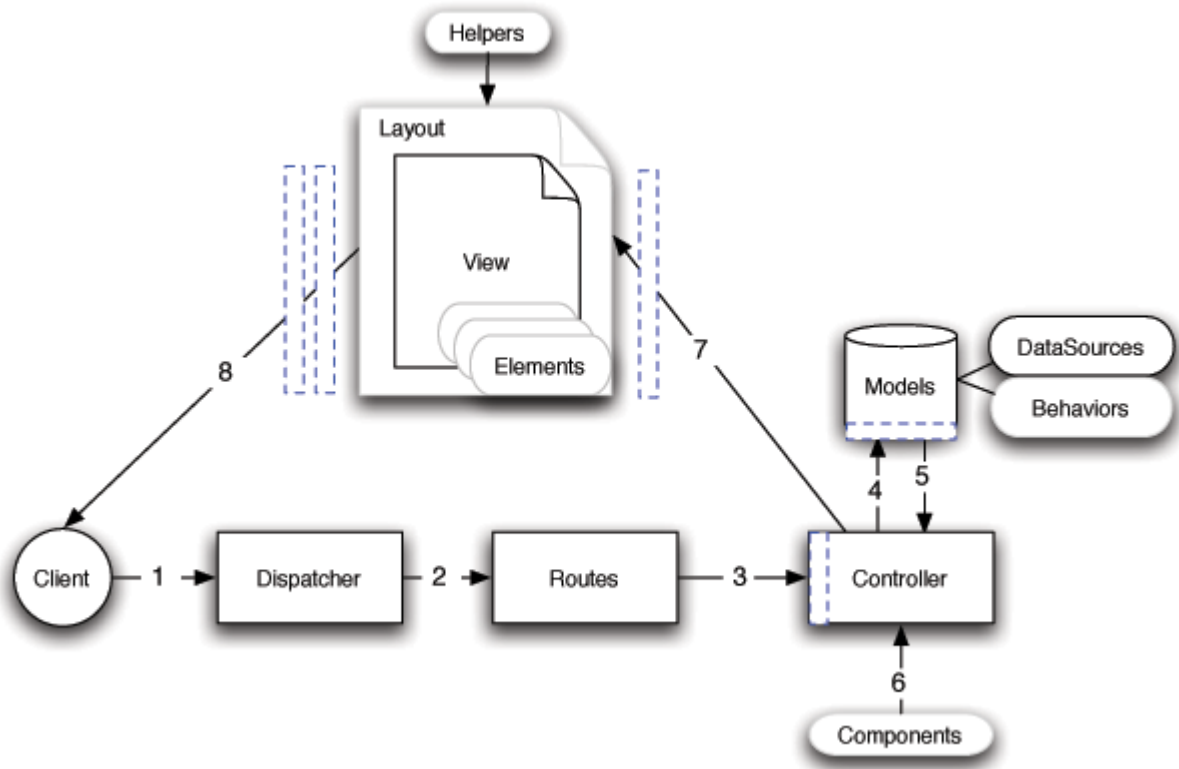 Helpers
Layout
View
Elements
8
7
Models
DataSources
Behaviors
4
5
Client
1
Dispatcher
2
Routes
3
Controller
6
Components